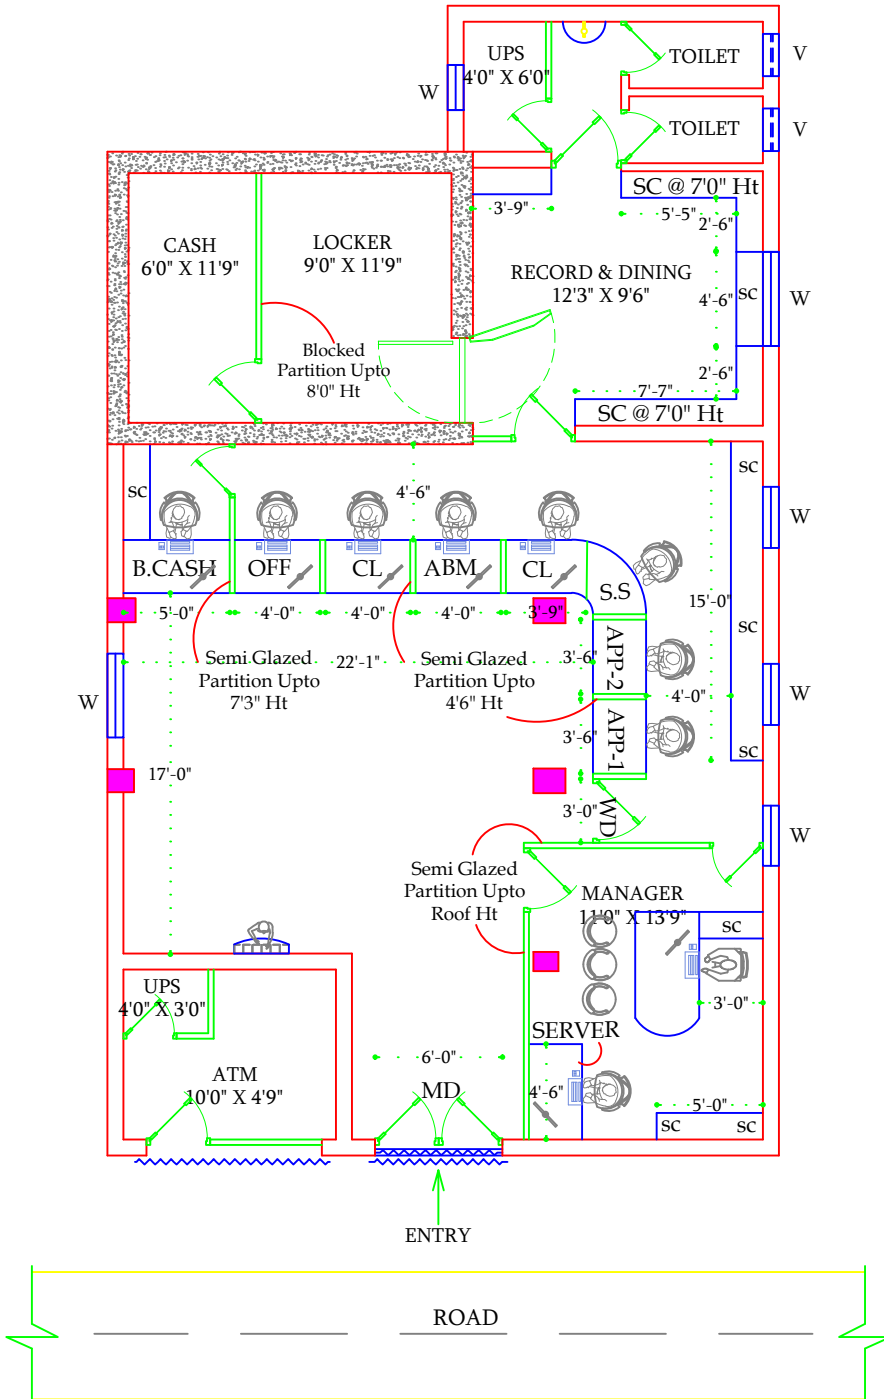 UPS
4'0" X 6'0"
TOILET
V
W
TOILET
V
SC @ 7'0" Ht
3'-9"
5'-5"
2'-6"
CASH
6'0" X 11'9"
LOCKER
9'0" X 11'9"
RECORD & DINING
12'3" X 9'6"
4'-6"
SC
W
Blocked
Partition Upto
8'0" Ht
2'-6"
7'-7"
SC @ 7'0" Ht
SC
4'-6"
SC
W
B.CASH
OFF
CL
ABM
CL
S.S
15'-0"
5'-0"
4'-0"
4'-0"
4'-0"
3'-9"
SC
Semi Glazed
Partition Upto
7'3" Ht
22'-1"
Semi Glazed
Partition Upto
4'6" Ht
3'-6"
APP-2
4'-0"
W
W
3'-6"
APP-1
SC
17'-0"
3'-0"
WD
W
Semi Glazed
Partition Upto
Roof Ht
MANAGER
11'0" X 13'9"
SC
3'-0"
UPS
4'0" X 3'0"
SERVER
6'-0"
ATM
10'0" X 4'9"
MD
4'-6"
5'-0"
SC
SC
ENTRY
ROAD